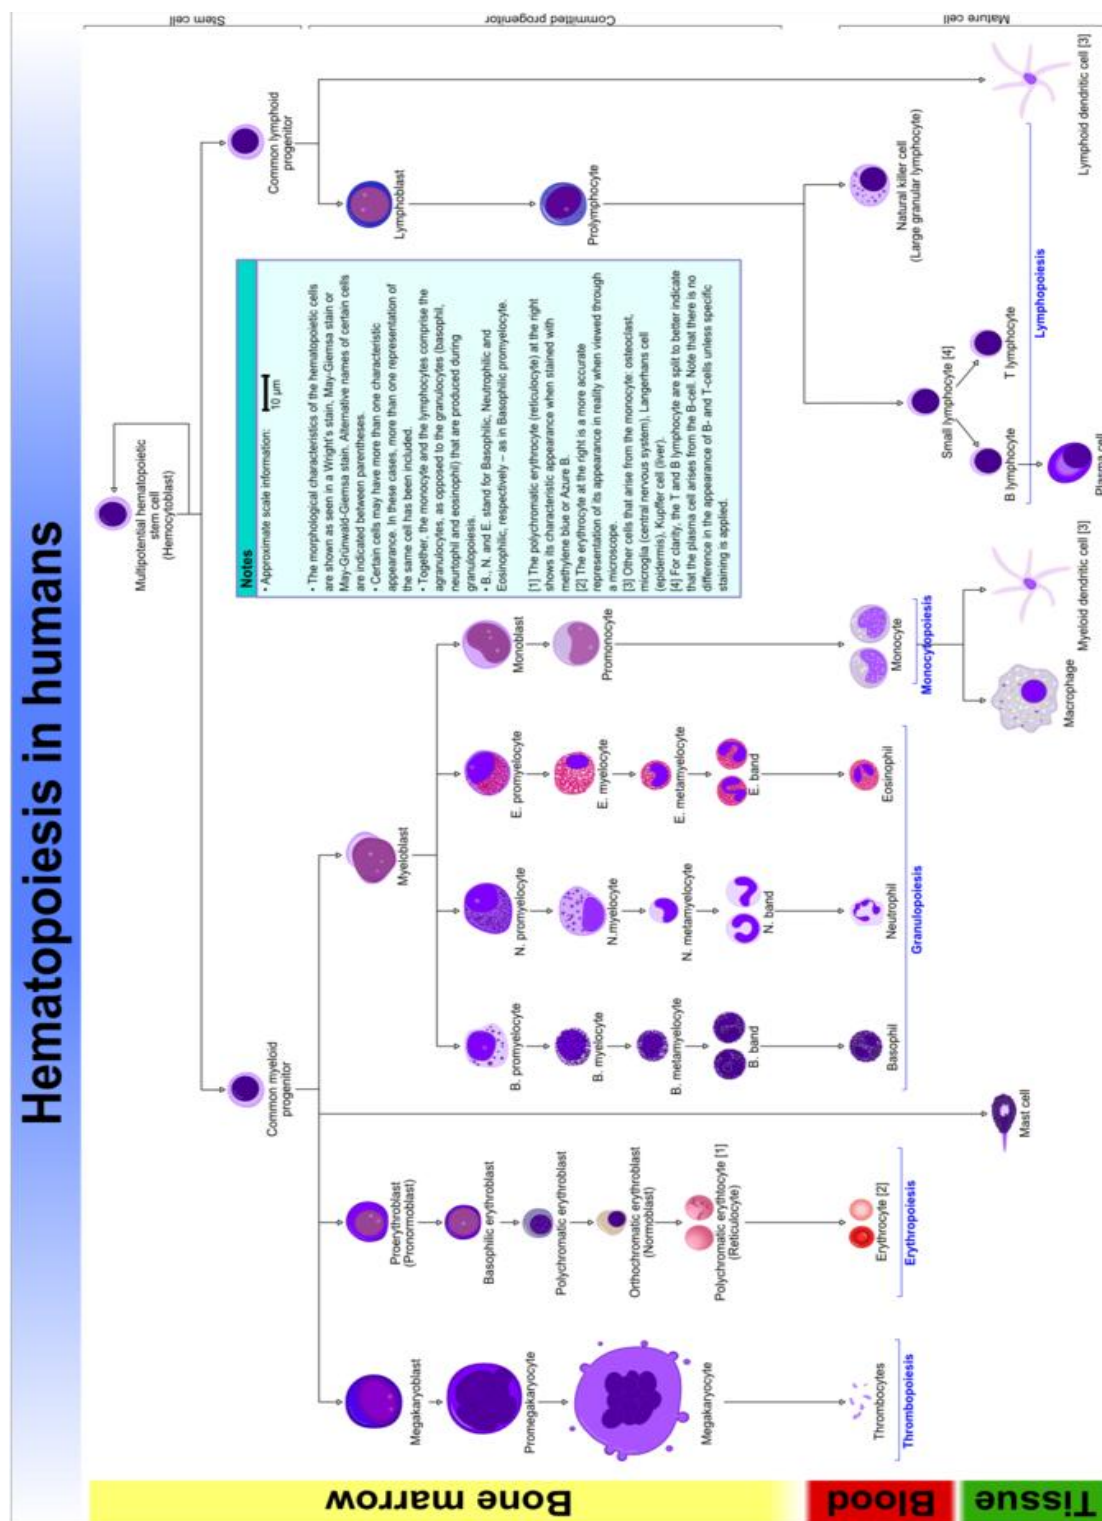 Hematopoiesis in humans
Bone marrow
Blood
Tissue
Stem cell
Committed progenitor
Mature cell
Multipotential hematopoietic
stem cell
(Hemocytoblast)
Common myeloid
progenitor
Common lymphoid
progenitor
Notes
• Approximate scale information:
10 µm
• The morphological characteristics of the hematopoietic cells
are shown as seen in a Wright's stain, May-Giemsa stain or
May-Grünwald-Giemsa stain. Alternative names of certain cells
are indicated between parentheses.
• Certain cells may have more than one characteristic
appearance. In these cases, more than one representation of
the same cell has been included.
• Together, the monocyte and the lymphocytes comprise the
agranulocytes, as opposed to the granulocytes (basophil,
neurtophil and eosinophil) that are produced during
granulopoiesis.
• B., N. and E. stand for Basophilic, Neutrophilic and
Eosinophilic, respectively – as in Basophilic promyelocyte.
[1] The polychromatic erythrocyte (reticulocyte) at the right
shows its characteristic appearance when stained with
methylene blue or Azure B.
[2] The erythrocyte at the right is a more accurate
representation of its appearance in reality when viewed through
a microscope.
[3] Other cells that arise from the monocyte: osteoclast,
microglia (central nervous system), Langerhans cell
(epidermis), Kupffer cell (liver).
[4] For clarity, the T and B lymphocyte are split to better indicate
that the plasma cell arises from the B-cell. Note that there is no
difference in the appearance of B- and T-cells unless specific
staining is applied.
Megakaryoblast
Proerythroblast
(Pronormoblast)
Myeloblast
Lymphoblast
Promegakaryocyte
Basophilic erythroblast
B. promyelocyte
N. promyelocyte
E. promyelocyte
Monoblast
Polychromatic erythroblast
B. myelocyte
N.myelocyte
E. myelocyte
Promonocyte
Prolymphocyte
Megakaryocyte
Orthochromatic erythroblast
(Normoblast)
B. metamyelocyte
N. metamyelocyte
E. metamyelocyte
Polychromatic erythtocyte [1]
(Reticulocyte)
B. band
N. band
E. band
Thrombocytes
Erythrocyte [2]
Basophil
Neutrophil
Eosinophil
Monocyte
Natural killer cell
(Large granular lymphocyte)
Small lymphocyte [4]
Thrombopoiesis
Erythropoiesis
Granulopoiesis
Monocytopoiesis
B lymphocyte
T lymphocyte
Lymphopoiesis
Mast cell
Macrophage
Myeloid dendritic cell [3]
Plasma cell
Lymphoid dendritic cell [3]